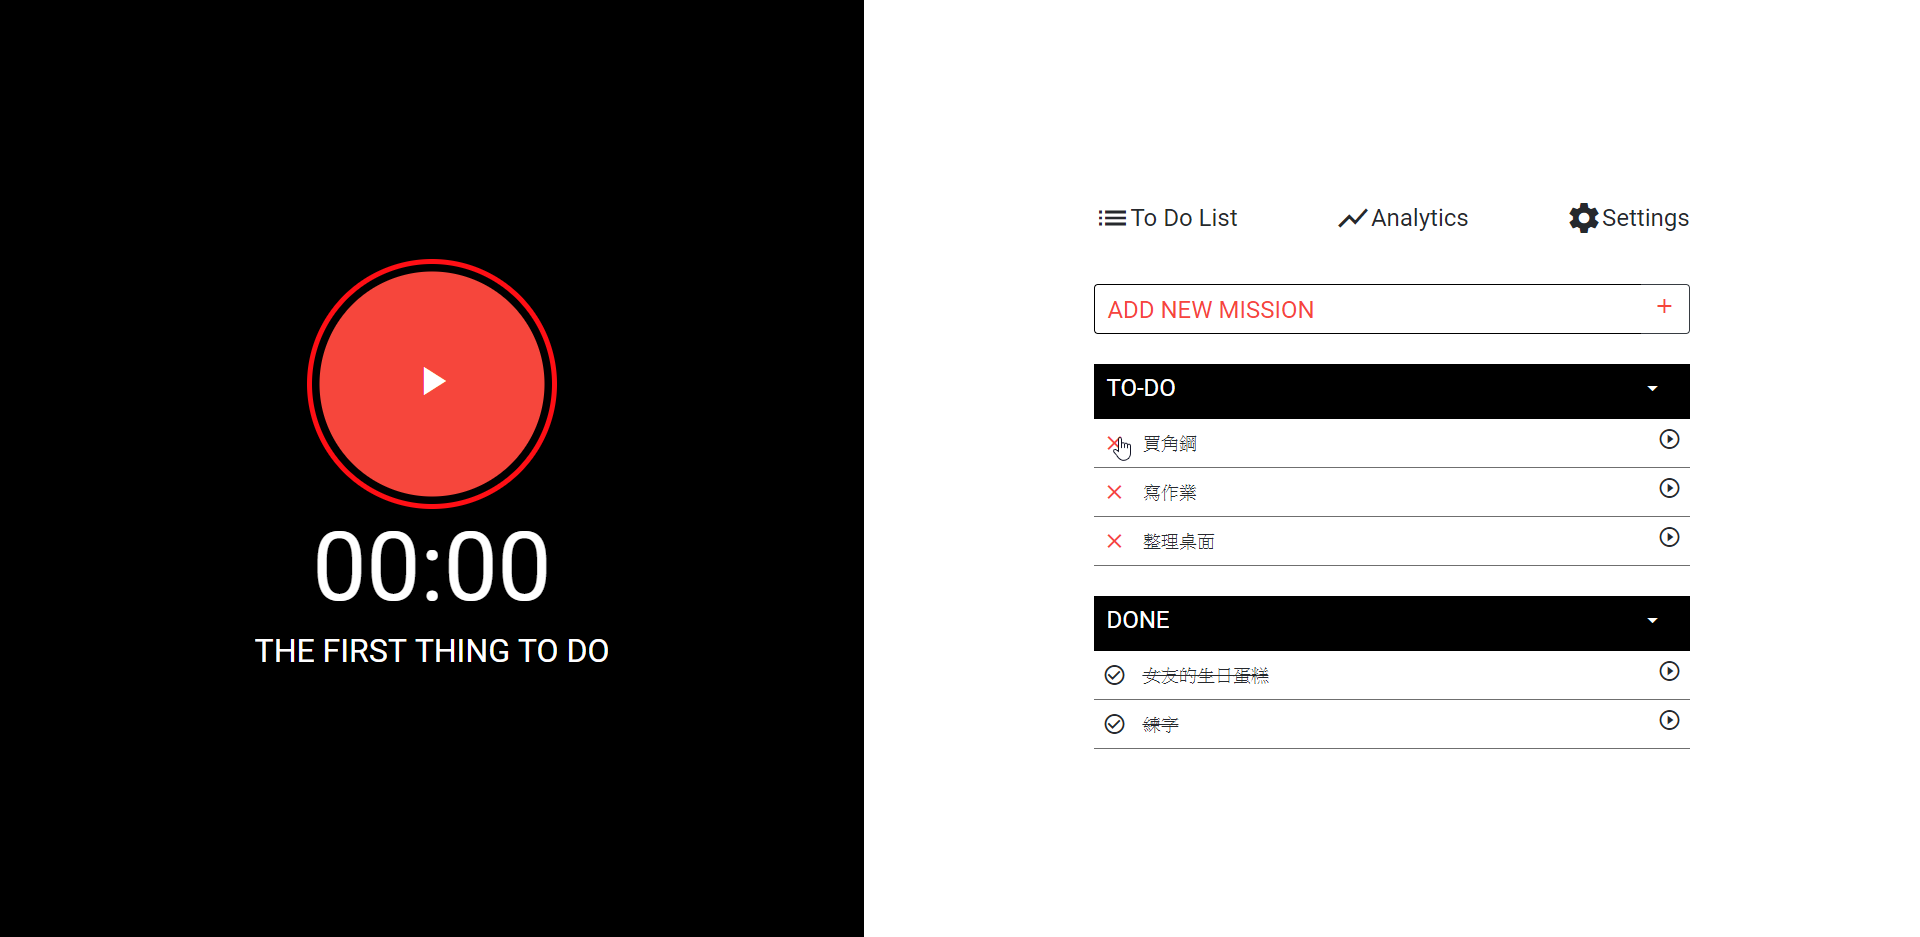 00:00
THE FIRST THING TO DO
To Do List
Analytics
Settings
ADD NEW MISSION
TO-DO
買角鋼
寫作業
整理桌面
DONE
女友的生日蛋糕
練字